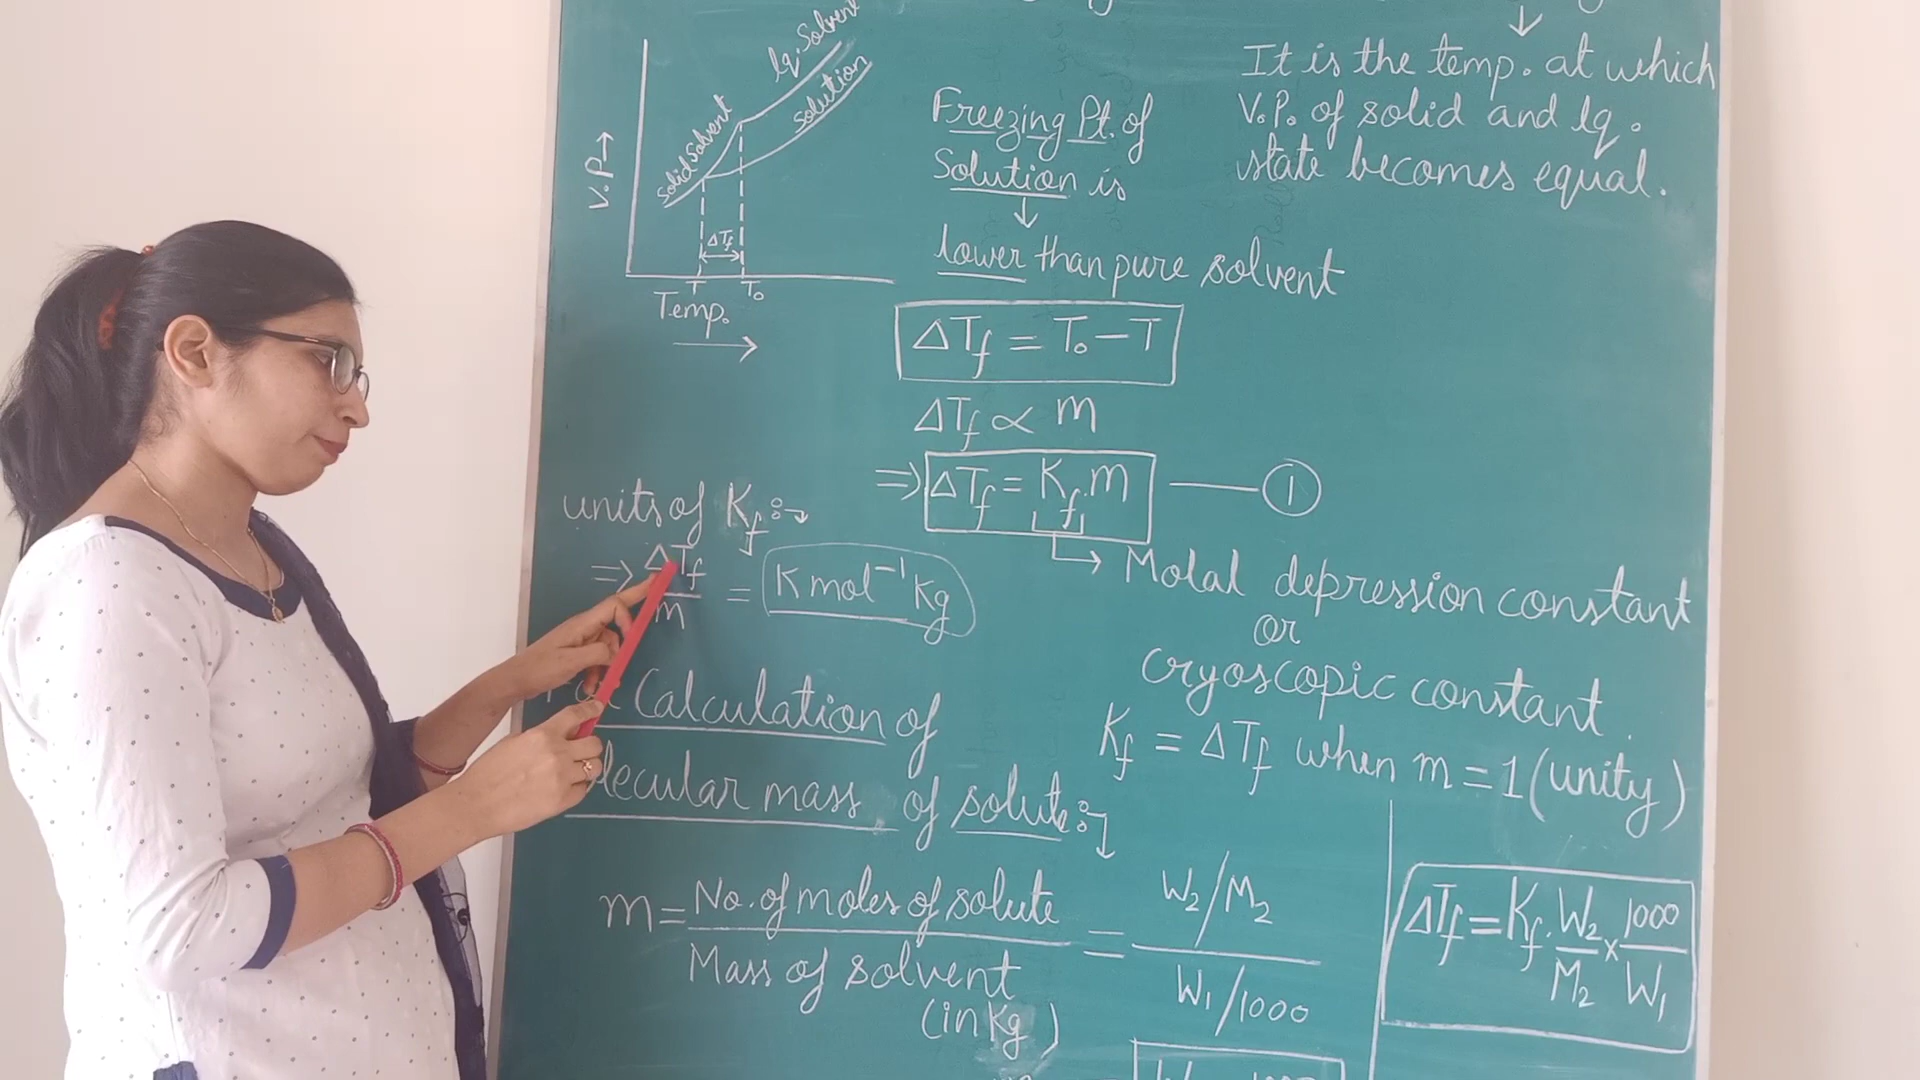 lq. Solvent
solution
solid solvent
V.P→
ΔTf
T T₀
Temp.
It is the temp. at which
V.P. of solid and lq.
state becomes equal.
Freezing Pt. of
Solution is
↓
lower than pure solvent
ΔTf = T₀ − T
ΔTf ∝ m
⇒ ΔTf = Kf.m ①
→ Molal depression constant
or
cryoscopic constant.
Kf = ΔTf when m = 1 (unity)
units of Kf :→
⇒ ΔTf/m = K mol⁻¹ Kg
Calculation of
lecular mass of solute :
m = No. of moles of solute / Mass of solvent (in Kg) = W₂/M₂ / W₁/1000
ΔTf = Kf . W₂/M₂ × 1000/W₁